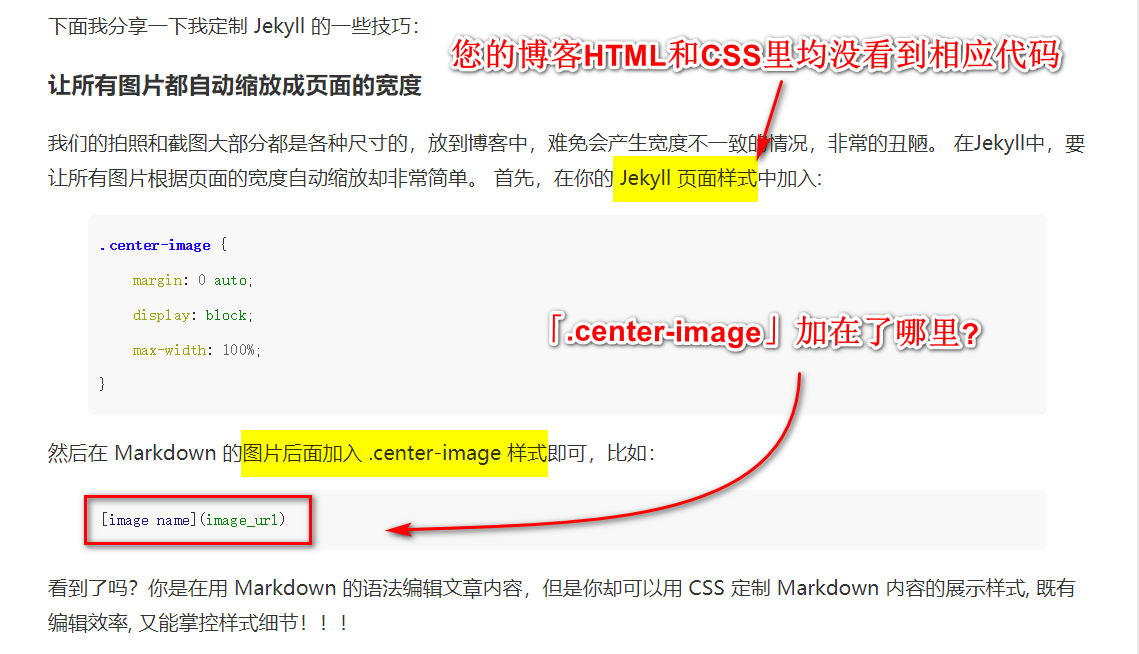 下面我分享一下我定制 Jekyll 的一些技巧：
您的博客HTML和CSS里均没看到相应代码
让所有图片都自动缩放成页面的宽度
我们的拍照和截图大部分都是各种尺寸的，放到博客中，难免会产生宽度不一致的情况，非常的丑陋。 在Jekyll中，要
让所有图片根据页面的宽度自动缩放却非常简单。 首先，在你的 Jekyll 页面样式中加入:
.center-image {
margin: 0 auto;
display: block;
max-width: 100%;
}
「.center-image」加在了哪里?
然后在 Markdown 的图片后面加入 .center-image 样式即可，比如：
[image name](image_url)
看到了吗？你是在用 Markdown 的语法编辑文章内容，但是你却可以用 CSS 定制 Markdown 内容的展示样式, 既有
编辑效率, 又能掌控样式细节！！！